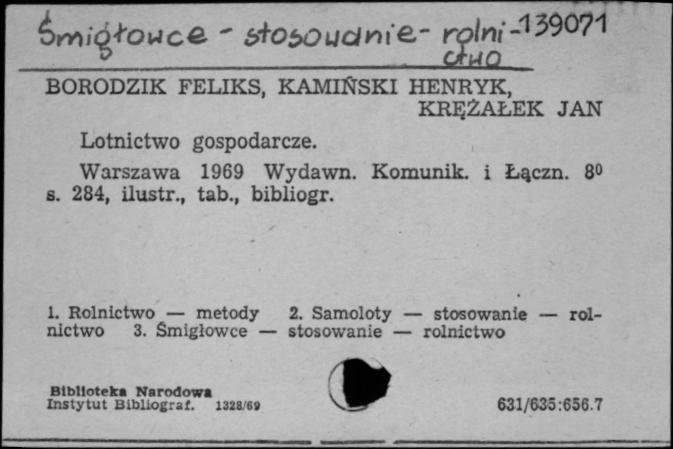 Śmigłowce - stosowanie - rolni- 139071
ctwo
BORODZIK FELIKS, KAMIŃSKI HENRYK,
KRĘŻAŁEK JAN
Lotnictwo gospodarcze.
Warszawa 1969 Wydawn. Komunik. i Łączn. 8⁰
s. 284, ilustr., tab., bibliogr.
1. Rolnictwo — metody 2. Samoloty — stosowanie — rol-
nictwo 3. Śmigłowce — stosowanie — rolnictwo
Biblioteka Narodowa
Instytut Bibliograf. 1328/69
631/635:656.7